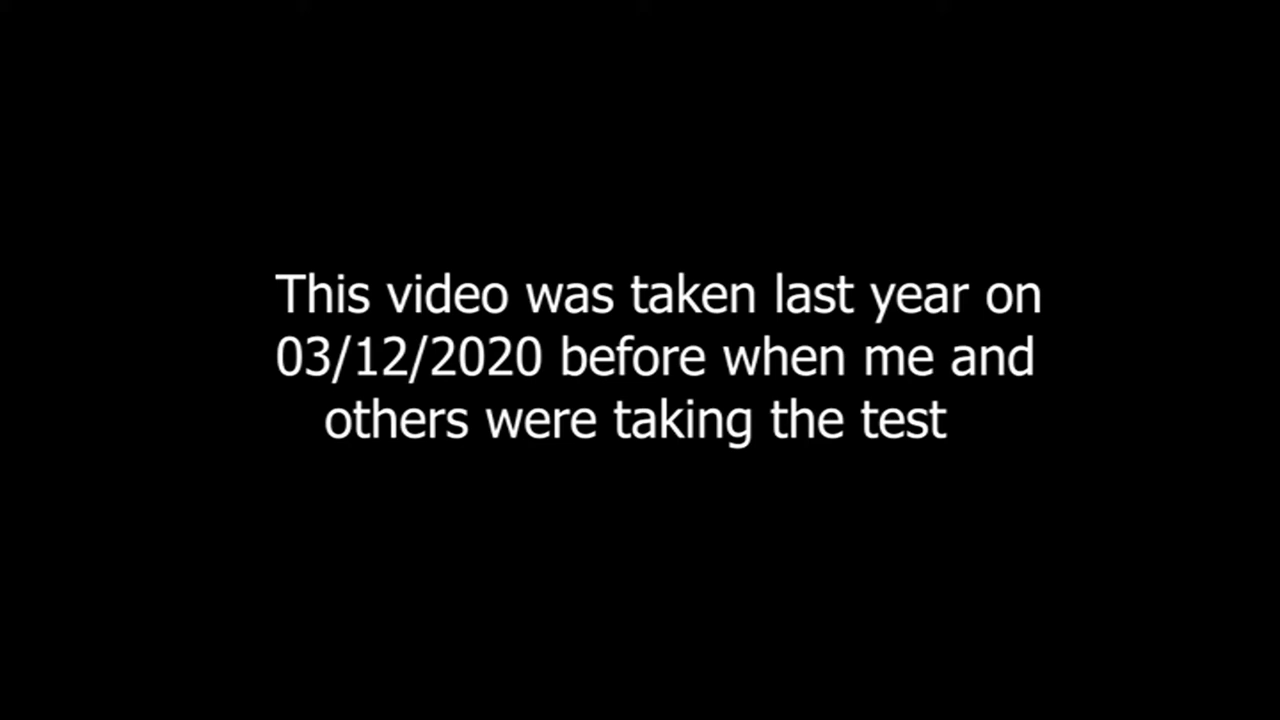 This video was taken last year on
03/12/2020 before when me and
others were taking the test